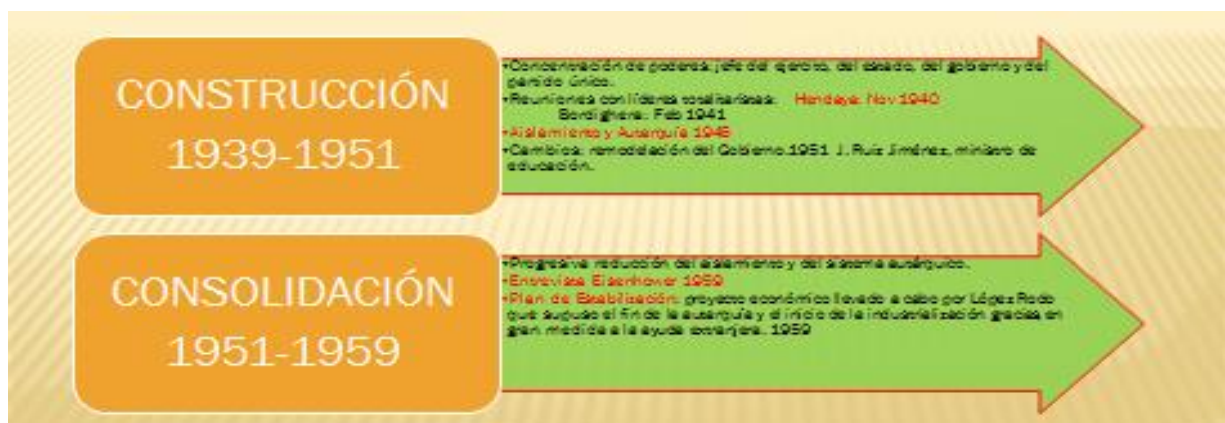 CONSTRUCCIÓN
1939-1951
•Concentración de poderes: jefe del ejército, del estado, del gobierno y del
partido único.
•Reuniones con líderes totalitaristas: Hendaya: Nov 1940
Bordighera: Feb 1941
•Aislamiento y Autarquía 1945
•Cambios: remodelación del Gobierno.1951 J. Ruiz Jiménez, ministro de
educación.
CONSOLIDACIÓN
1951-1959
•Progresiva reducción del aislamiento y del sistema autárquico.
•Entrevista Eisenhower 1959
•Plan de Estabilización: proyecto económico llevado a cabo por López Rodo
que supuso el fin de la autarquía y el inicio de la industrialización gracias en
gran medida a la ayuda extranjera. 1959